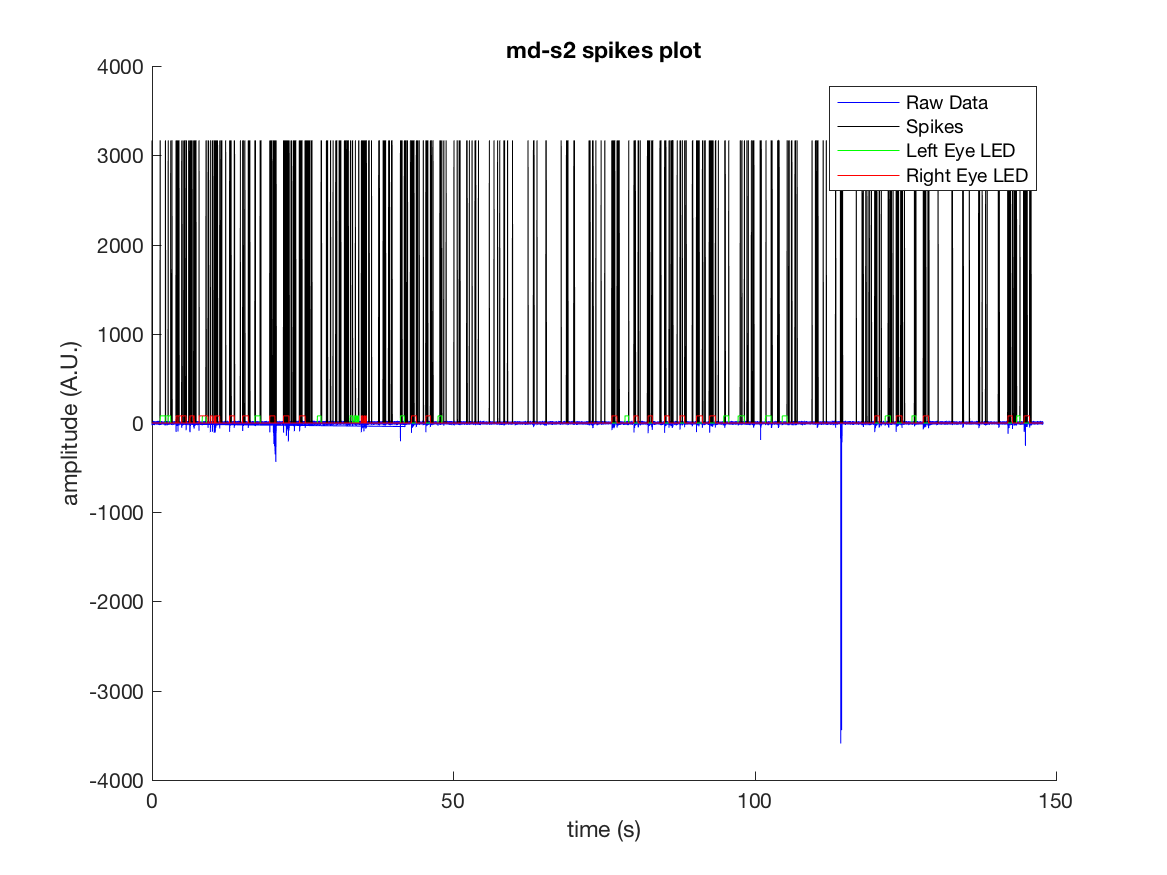 md-s2 spikes plot
4000
3000
2000
1000
0
-1000
-2000
-3000
-4000
amplitude (A.U.)
Raw Data
Spikes
Left Eye LED
Right Eye LED
0
50
100
150
time (s)